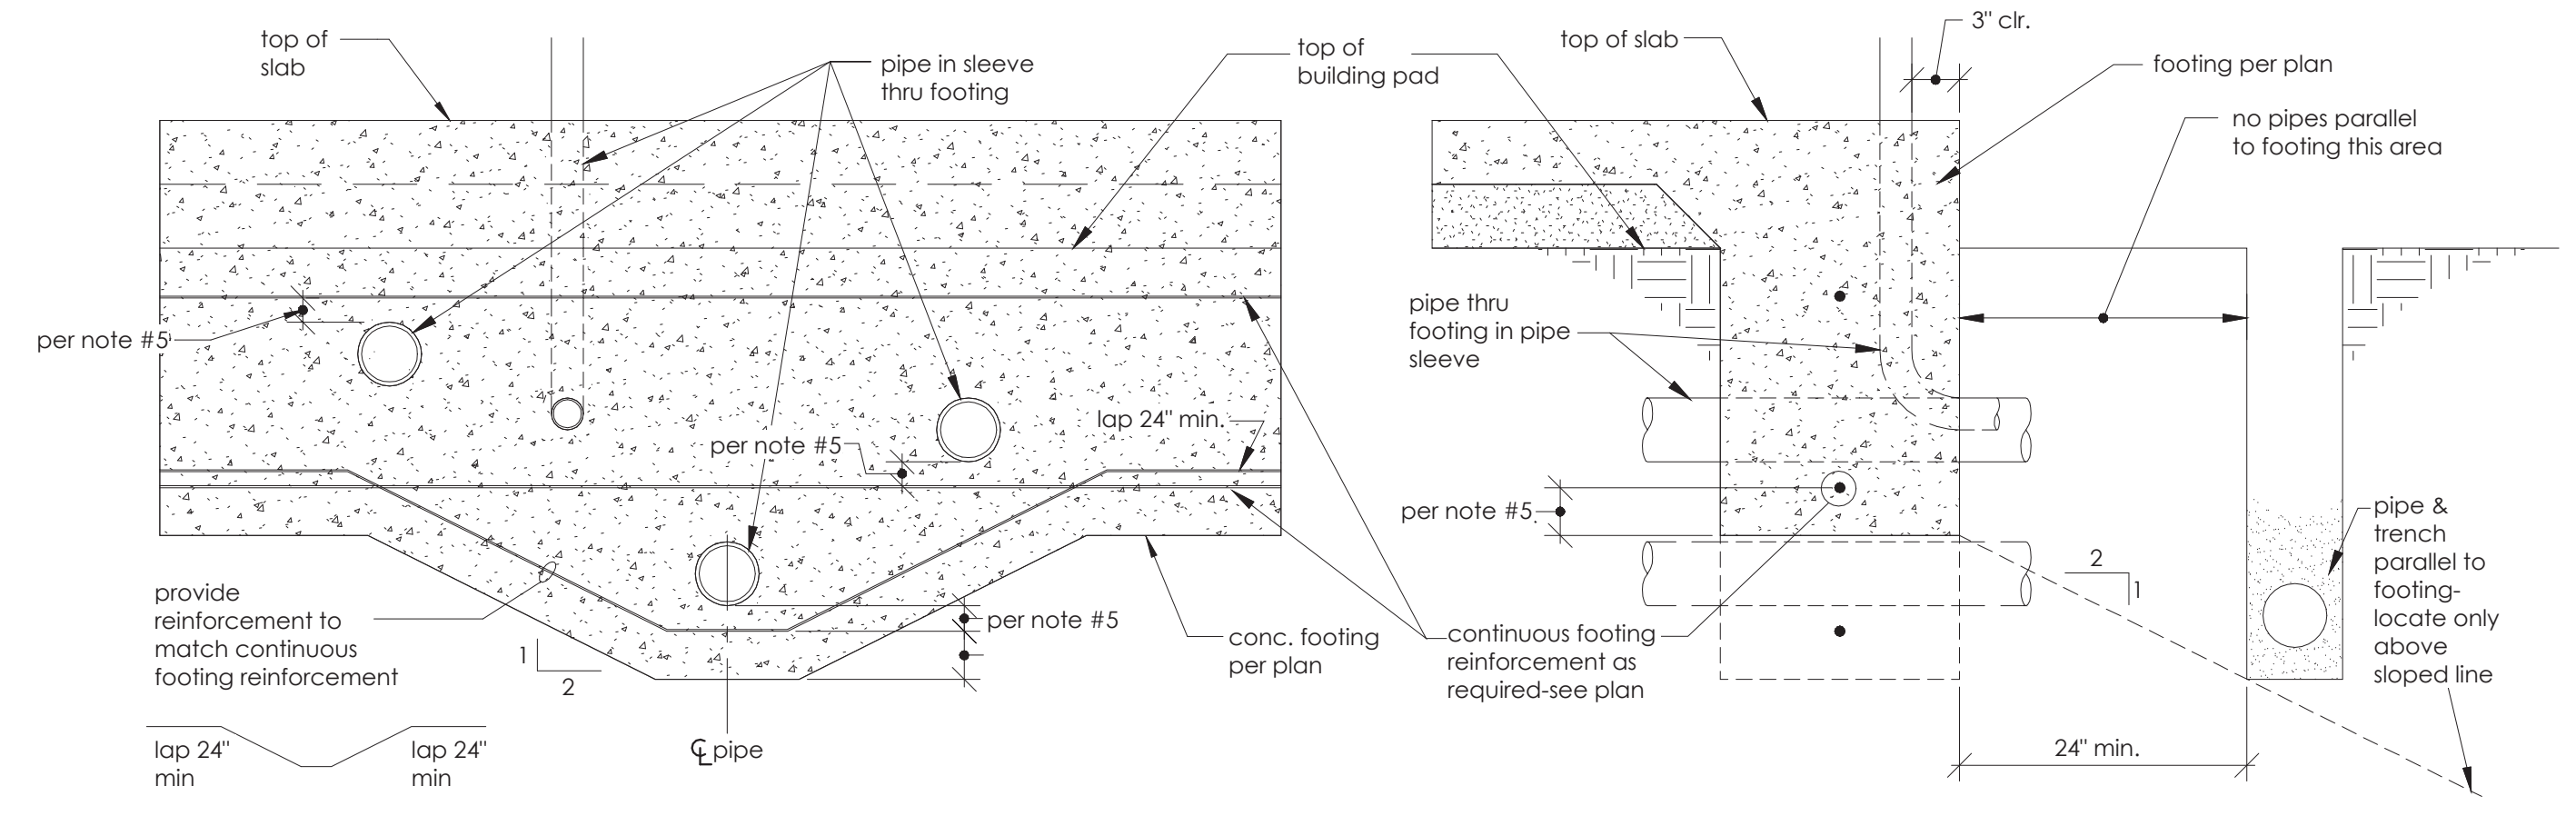 top of
slab
pipe in sleeve
thru footing
top of
building pad
per note #5
per note #5
lap 24" min.
provide
reinforcement to
match continuous
footing reinforcement
1
2
per note #5
conc. footing
per plan
continuous footing
reinforcement as
required-see plan
lap 24"
min
lap 24"
min
℄ pipe
top of slab
3" clr.
footing per plan
no pipes parallel
to footing this area
pipe thru
footing in pipe
sleeve
per note #5.
2
1
pipe &
trench
parallel to
footing-
locate only
above
sloped line
24" min.